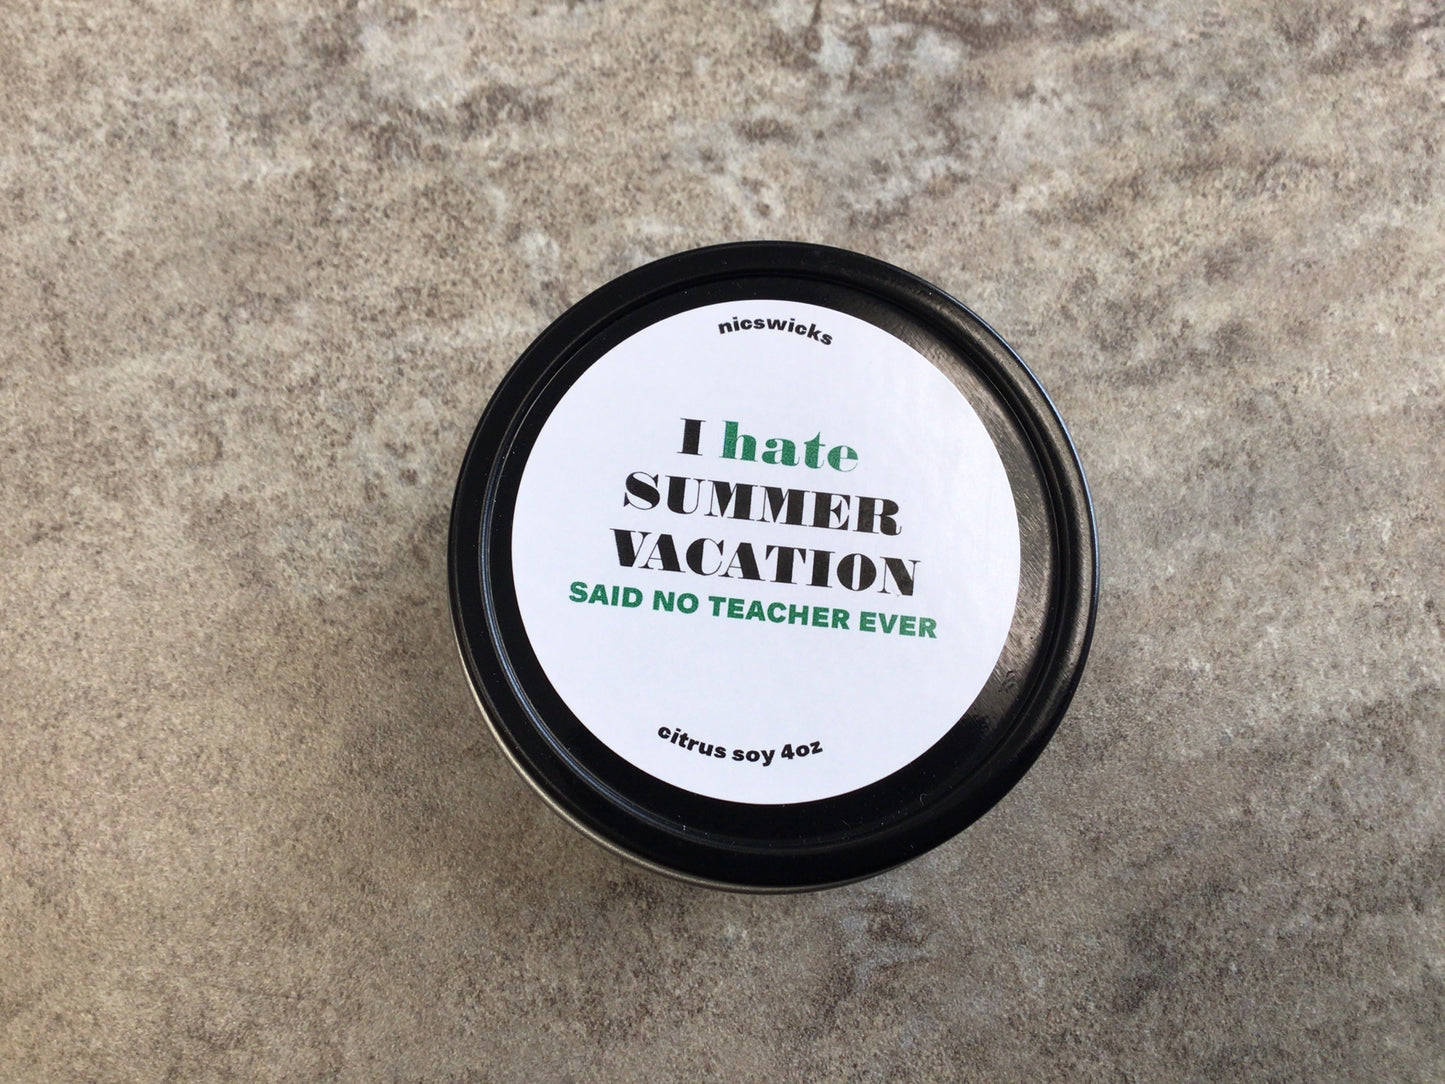 nicswicks
I hate
SUMMER
VACATION
SAID NO TEACHER EVER
citrus soy 4oz